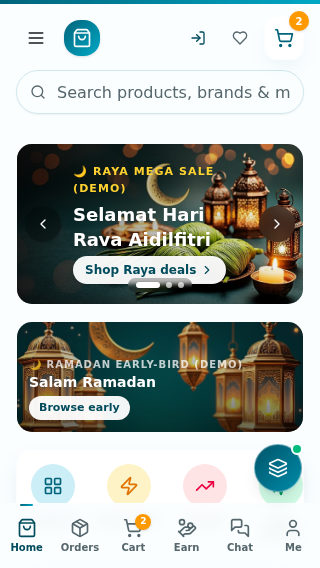 2
Search products, brands & m
🌙 RAYA MEGA SALE
(DEMO)
Selamat Hari
Raya Aidilfitri
Shop Raya deals
🌙 RAMADAN EARLY-BIRD (DEMO)
Salam Ramadan
Browse early
2
Home Orders Cart Earn Chat Me